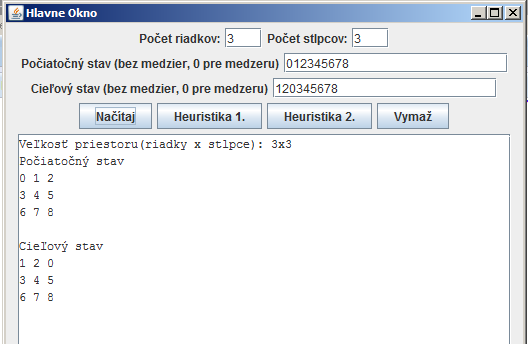 Hlavne Okno
Počet riadkov: 3 Počet stlpcov: 3
Počiatočný stav (bez medzier, 0 pre medzeru) 012345678
Cieľový stav (bez medzier, 0 pre medzeru) 120345678
Načítaj Heuristika 1. Heuristika 2. Vymaž
Veľkosť priestoru(riadky x stlpce): 3x3
Počiatočný stav
0 1 2
3 4 5
6 7 8
Cieľový stav
1 2 0
3 4 5
6 7 8